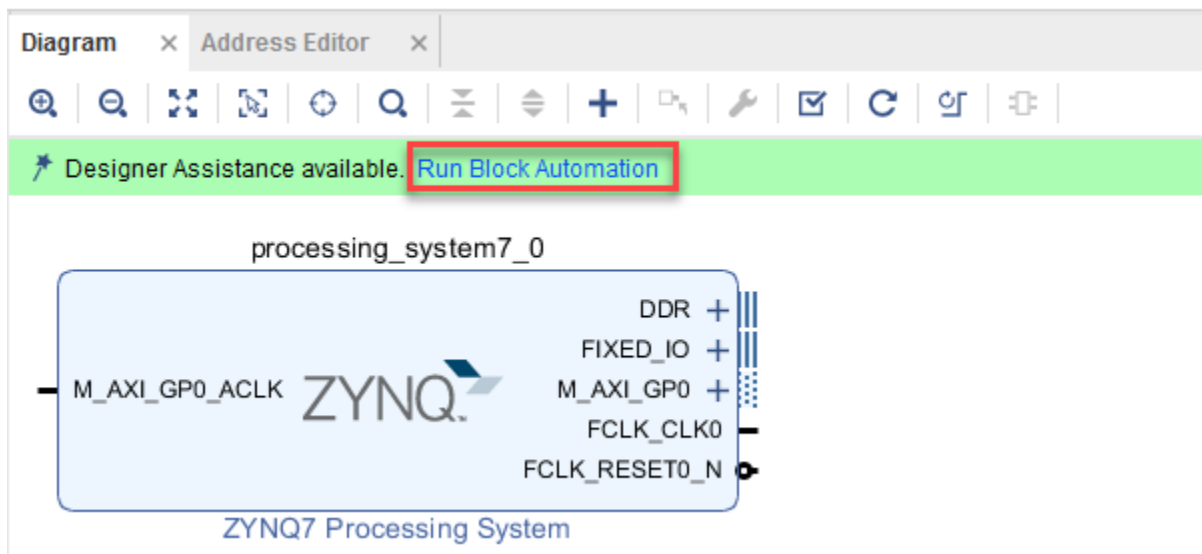 Diagram Address Editor
Designer Assistance available. Run Block Automation
processing_system7_0
DDR
FIXED_IO
M_AXI_GP0_ACLK ZYNQ M_AXI_GP0
FCLK_CLK0
FCLK_RESET0_N
ZYNQ7 Processing System